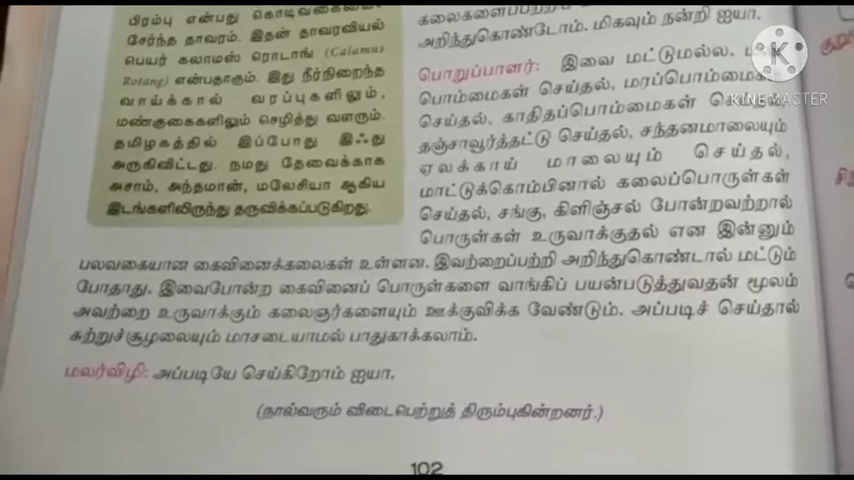 பிரம்பு என்பது கொடிவகையைச்
சேர்ந்த தாவரம். இதன் தாவரவியல்
பெயர் கலாமஸ் ரொடாங் (Calamus
Rotang) என்பதாகும். இது நீர்நிறைந்த
வாய்க்கால் வரப்புகளிலும்,
மண்குகைகளிலும் செழித்து வளரும்.
தமிழகத்தில் இப்போது இஃது
அருகிவிட்டது. நமது தேவைக்காக
அசாம், அந்தமான், மலேசியா ஆகிய
இடங்களிலிருந்து தருவிக்கப்படுகிறது.
அறிந்துகொண்டோம். மிகவும் நன்றி ஐயா.
பொறுப்பாளர்: இவை மட்டுமல்ல.
பொம்மைகள் செய்தல், மரப்பொம்மைகள்
செய்தல், காதிதப்பொம்மைகள் செய்தல்,
தஞ்சாவூர்த்தட்டு செய்தல், சந்தனமாலையும்
ஏலக்காய் மாலையும் செய்தல்,
மாட்டுக்கொம்பினால் கலைப்பொருள்கள்
செய்தல், சங்கு, கிளிஞ்சல் போன்றவற்றால்
பொருள்கள் உருவாக்குதல் என இன்னும்
பலவகையான கைவினைக்கலைகள் உள்ளன. இவற்றைப்பற்றி அறிந்துகொண்டால் மட்டும்
போதாது. இவைபோன்ற கைவினைப் பொருள்களை வாங்கிப் பயன்படுத்துவதன் மூலம்
அவற்றை உருவாக்கும் கலைஞர்களையும் ஊக்குவிக்க வேண்டும். அப்படிச் செய்தால்
சுற்றுச்சூழலையும் மாசடையாமல் பாதுகாக்கலாம்.
மலர்விழி: அப்படியே செய்கிறோம் ஐயா.
(நால்வரும் விடைபெற்றுத் திரும்புகின்றனர்.)
102
KINEMASTER